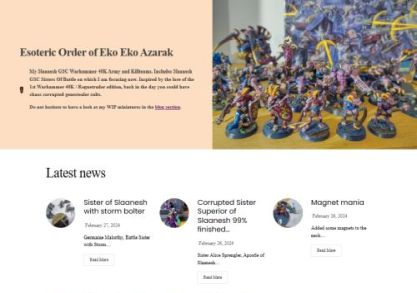 Esoteric Order of Eko Eko Azarak
My Slaanesh GSC Warhammer 40K Army and Killteams. Includes Slaanesh
GSC Sisters Of Battle on which I am focusing now. Inspired by the lore of the
1st Warhammer 40K / Roguetrader edition, back in the day you could have
chaos corrupted genestealer cults.
Do not hesitate to have a look at my WIP miniatures in the blog section.
Latest news
Sister of Slaanesh
with storm bolter
February 27, 2024
Germaine Malothy, Battle Sister
with Storm…
Read More
Corrupted Sister
Superior of
Slaanesh 99%
finished…
February 26, 2024
Sister Alice Sprengler, Apostle of
Slaanesh…
Read More
Magnet mania
February 26, 2024
Added some magnets to the
neck…
Read More